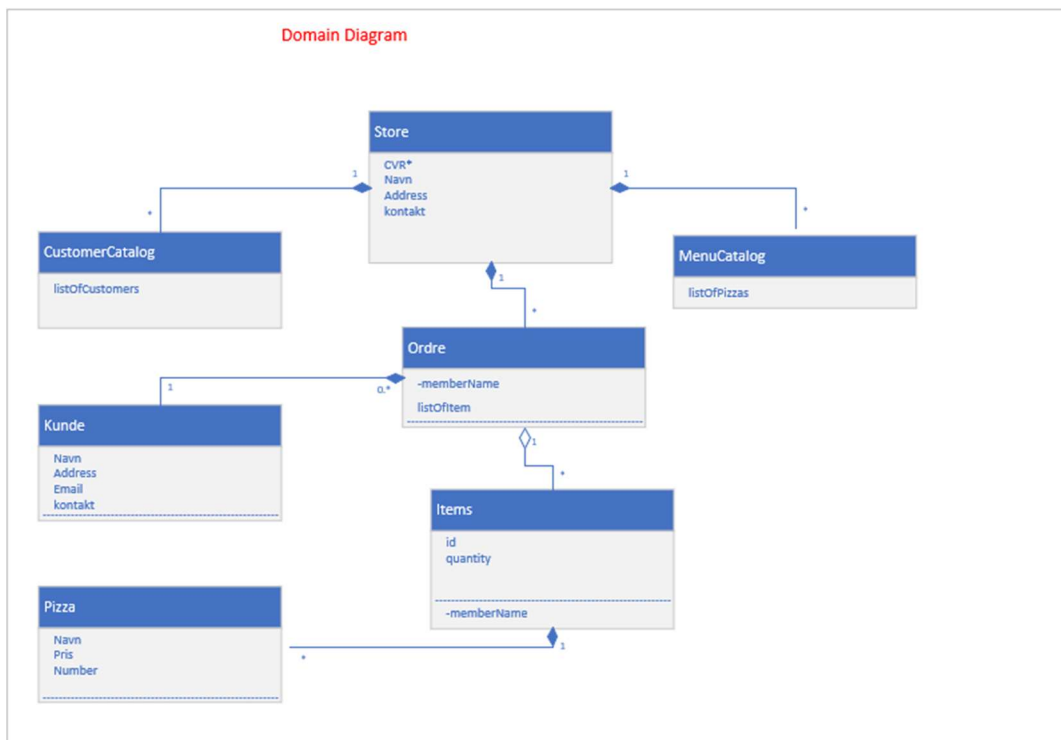 Domain Diagram
Store
CVR*
Navn
Address
kontakt
1
1
*
*
CustomerCatalog
listOfCustomers
MenuCatalog
listOfPizzas
1
*
Ordre
-memberName
listOfItem
0.*
1
Kunde
Navn
Address
Email
kontakt
1
*
Items
id
quantity
-memberName
Pizza
Navn
Pris
Number
*
1